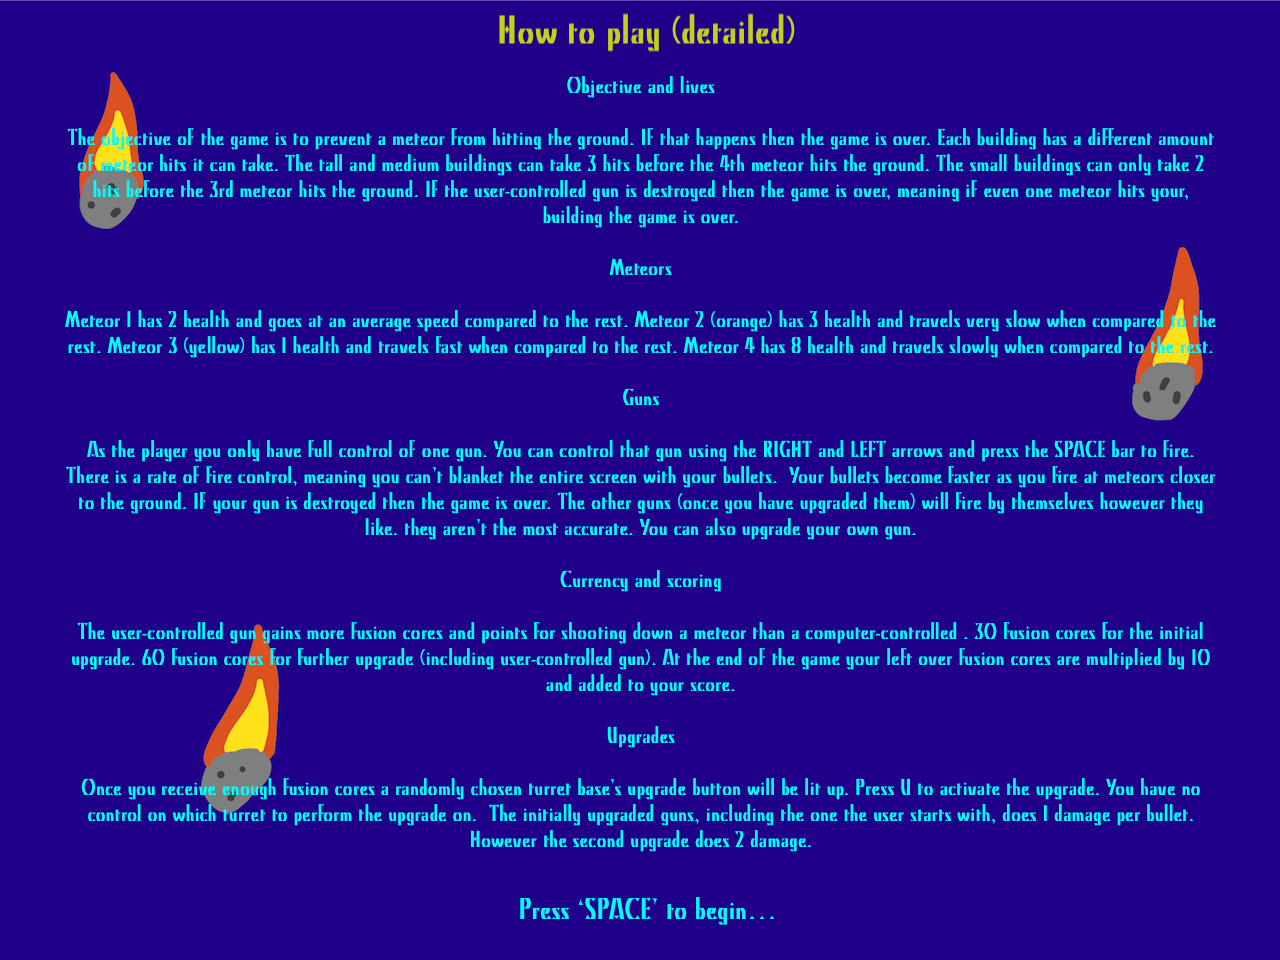 How to play (detailed)
Objective and lives
The objective of the game is to prevent a meteor from hitting the ground. If that happens then the game is over. Each building has a different amount
of meteor hits it can take. The tall and medium buildings can take 3 hits before the 4th meteor hits the ground. The small buildings can only take 2
hits before the 3rd meteor hits the ground. If the user-controlled gun is destroyed then the game is over, meaning if even one meteor hits your,
building the game is over.
Meteors
Meteor 1 has 2 health and goes at an average speed compared to the rest. Meteor 2 (orange) has 3 health and travels very slow when compared to the
rest. Meteor 3 (yellow) has 1 health and travels fast when compared to the rest. Meteor 4 has 8 health and travels slowly when compared to the rest.
Guns
As the player you only have full control of one gun. You can control that gun using the RIGHT and LEFT arrows and press the SPACE bar to fire.
There is a rate of fire control, meaning you can't blanket the entire screen with your bullets.  Your bullets become faster as you fire at meteors closer
to the ground. If your gun is destroyed then the game is over. The other guns (once you have upgraded them) will fire by themselves however they
like. they aren't the most accurate. You can also upgrade your own gun.
Currency and scoring
The user-controlled gun gains more fusion cores and points for shooting down a meteor than a computer-controlled . 30 fusion cores for the initial
upgrade. 60 fusion cores for further upgrade (including user-controlled gun). At the end of the game your left over fusion cores are multiplied by 10
and added to your score.
Upgrades
Once you receive enough fusion cores a randomly chosen turret base's upgrade button will be lit up. Press U to activate the upgrade. You have no
control on which turret to perform the upgrade on.  The initially upgraded guns, including the one the user starts with, does 1 damage per bullet.
However the second upgrade does 2 damage.
Press 'SPACE' to begin...